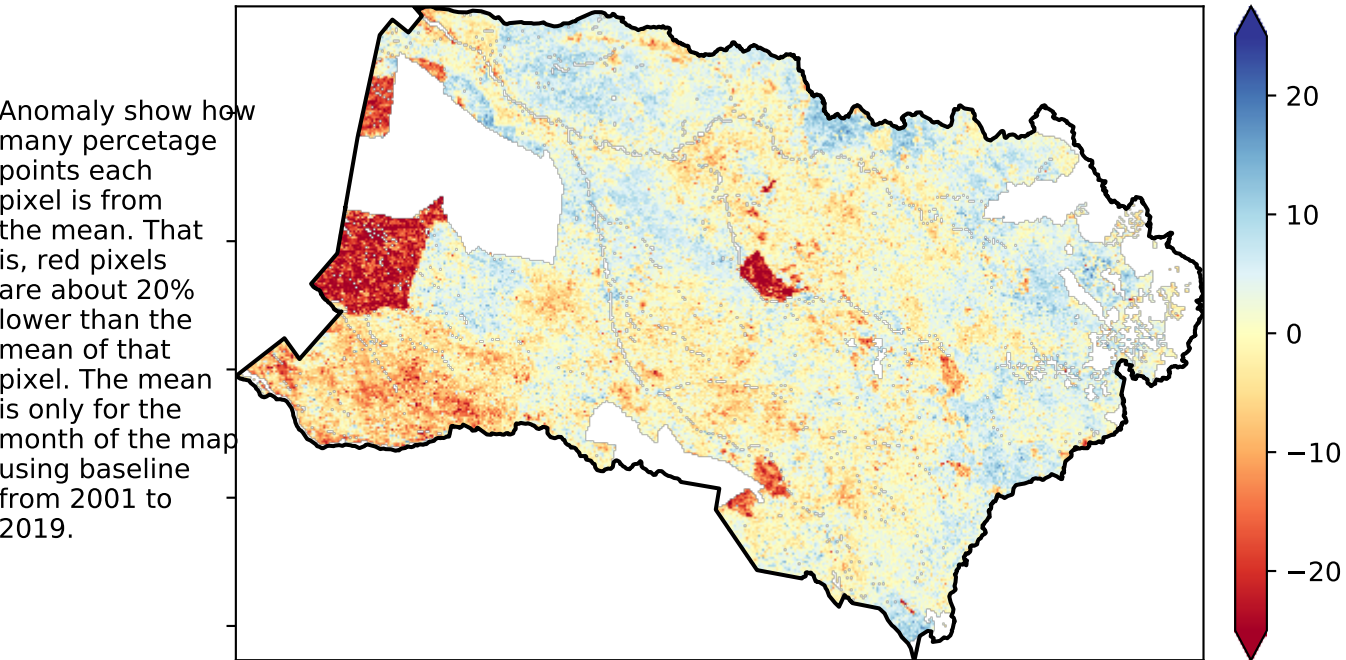 Anomaly show how
many percetage
points each
pixel is from
the mean. That
is, red pixels
are about 20%
lower than the
mean of that
pixel. The mean
is only for the
month of the map
using baseline
from 2001 to
2019.
20
10
0
−10
−20